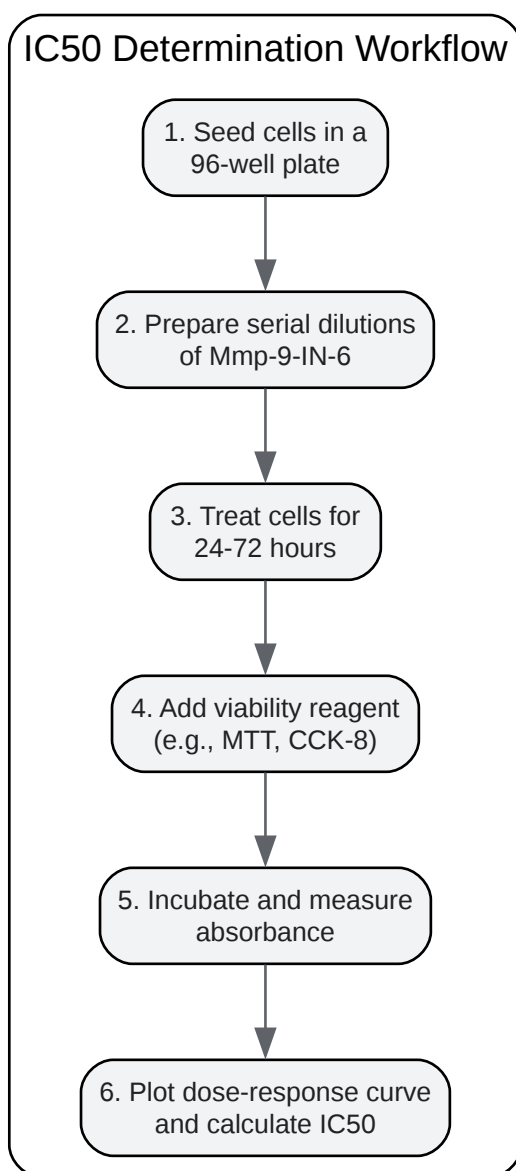 IC50 Determination Workflow
1. Seed cells in a
96-well plate
2. Prepare serial dilutions
of Mmp-9-IN-6
3. Treat cells for
24-72 hours
4. Add viability reagent
(e.g., MTT, CCK-8)
5. Incubate and measure
absorbance
6. Plot dose-response curve
and calculate IC50